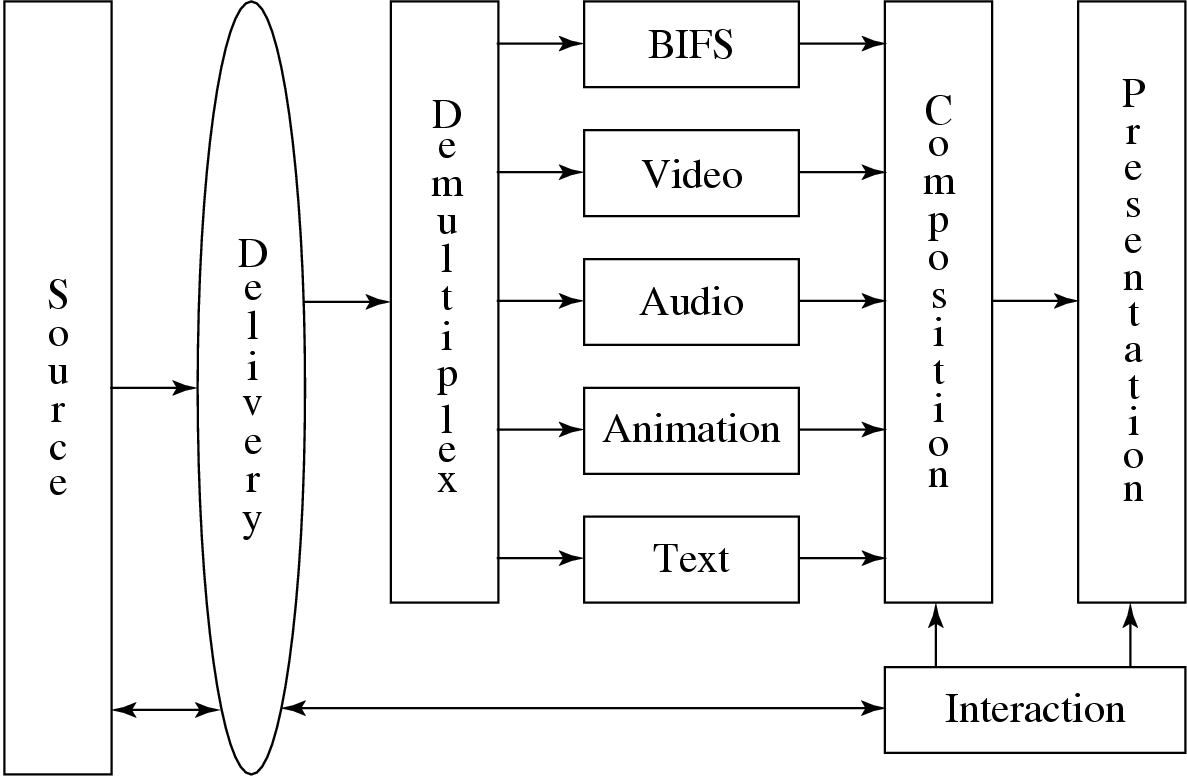 Source
Delivery
Demultiplex
BIFS
Video
Audio
Animation
Text
Composition
Presentation
Interaction